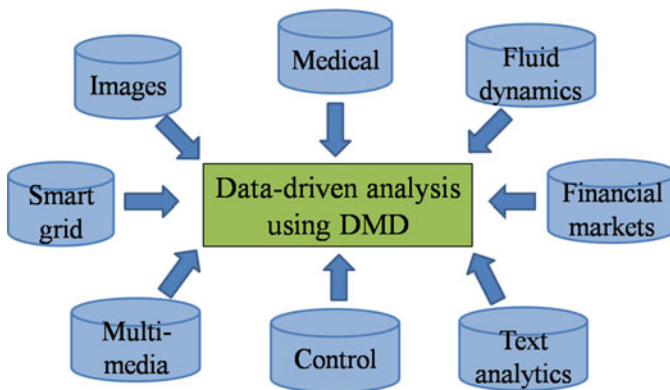 Images
Medical
Fluid
dynamics
Smart
grid
Data-driven analysis
using DMD
Financial
markets
Multi-
media
Control
Text
analytics